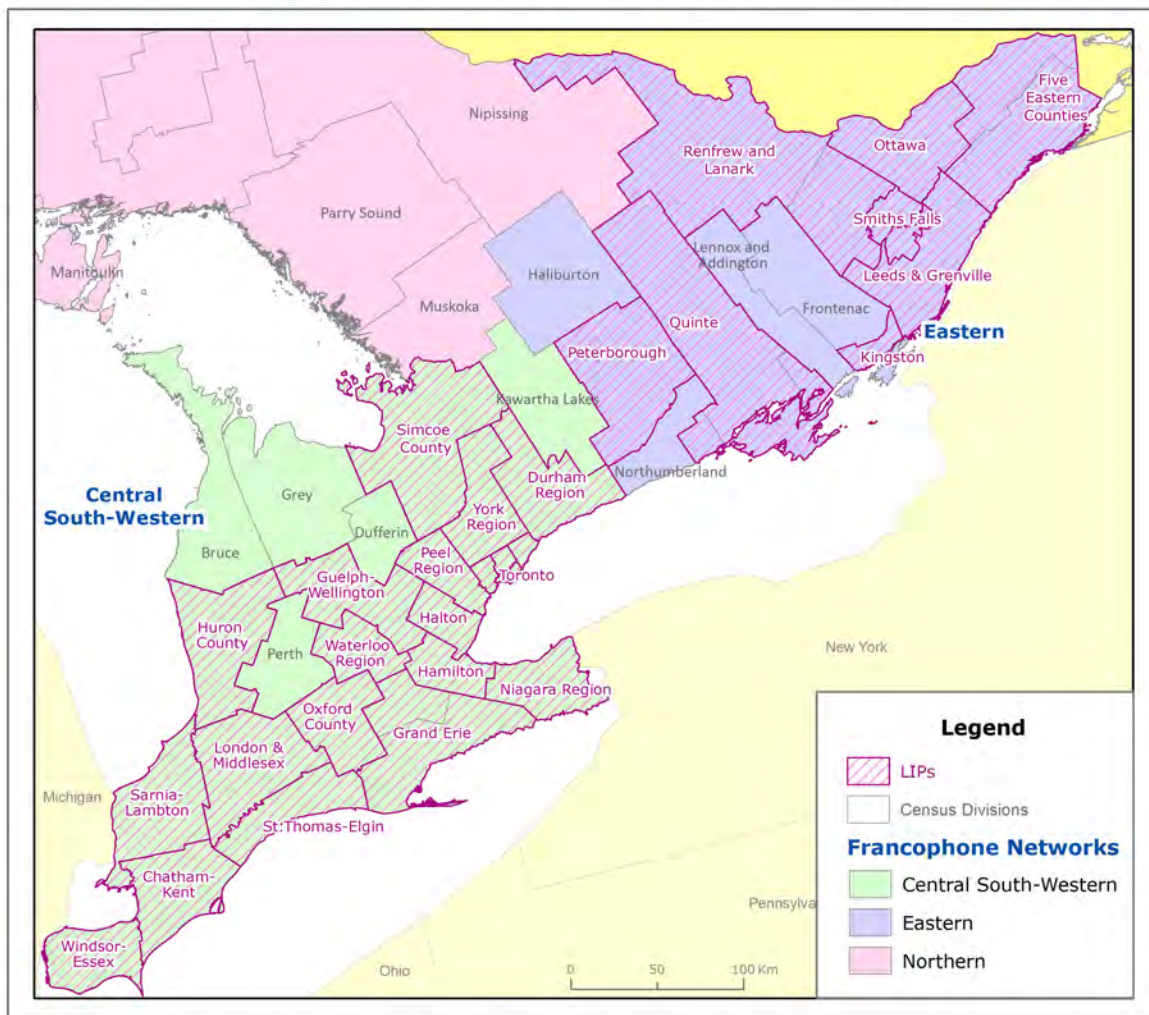 Five
Eastern
Counties
Nipissing
Ottawa
Renfrew and
Lanark
Parry Sound
Smiths Falls
Lennox and
Addington
Manitoulin
Haliburton
Leeds & Grenville
Muskoka
Frontenac
Quinte
Eastern
Peterborough
Kingston
Kawartha Lakes
Simcoe
County
Northumberland
Durham
Region
Central
South-Western
Grey
York
Region
Dufferin
Bruce
Peel
Region
Toronto
Guelph-
Wellington
Halton
Huron
County
Perth
Waterloo
Region
Hamilton
New York
Niagara Region
Oxford
County
Grand Erie
London &
Middlesex
Michigan
Sarnia-
Lambton
St.Thomas-Elgin
Chatham-
Kent
Windsor-
Essex
Ohio
Pennsylva
0 50 100 Km
Legend
LIPs
Census Divisions
Francophone Networks
Central South-Western
Eastern
Northern